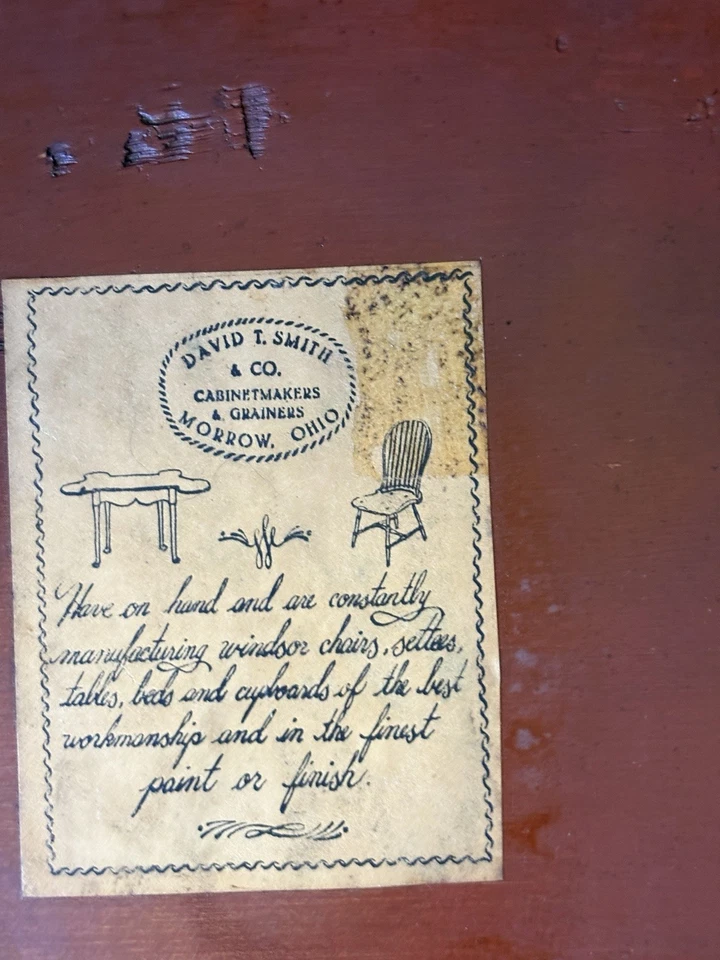 DAVID T. SMITH
& CO.
CABINETMAKERS
& GRAINERS
MORROW, OHIO
Have on hand and are constantly
manufacturing windsor chairs, settees,
tables, beds and cupboards of the best
workmanship and in the finest
paint or finish.